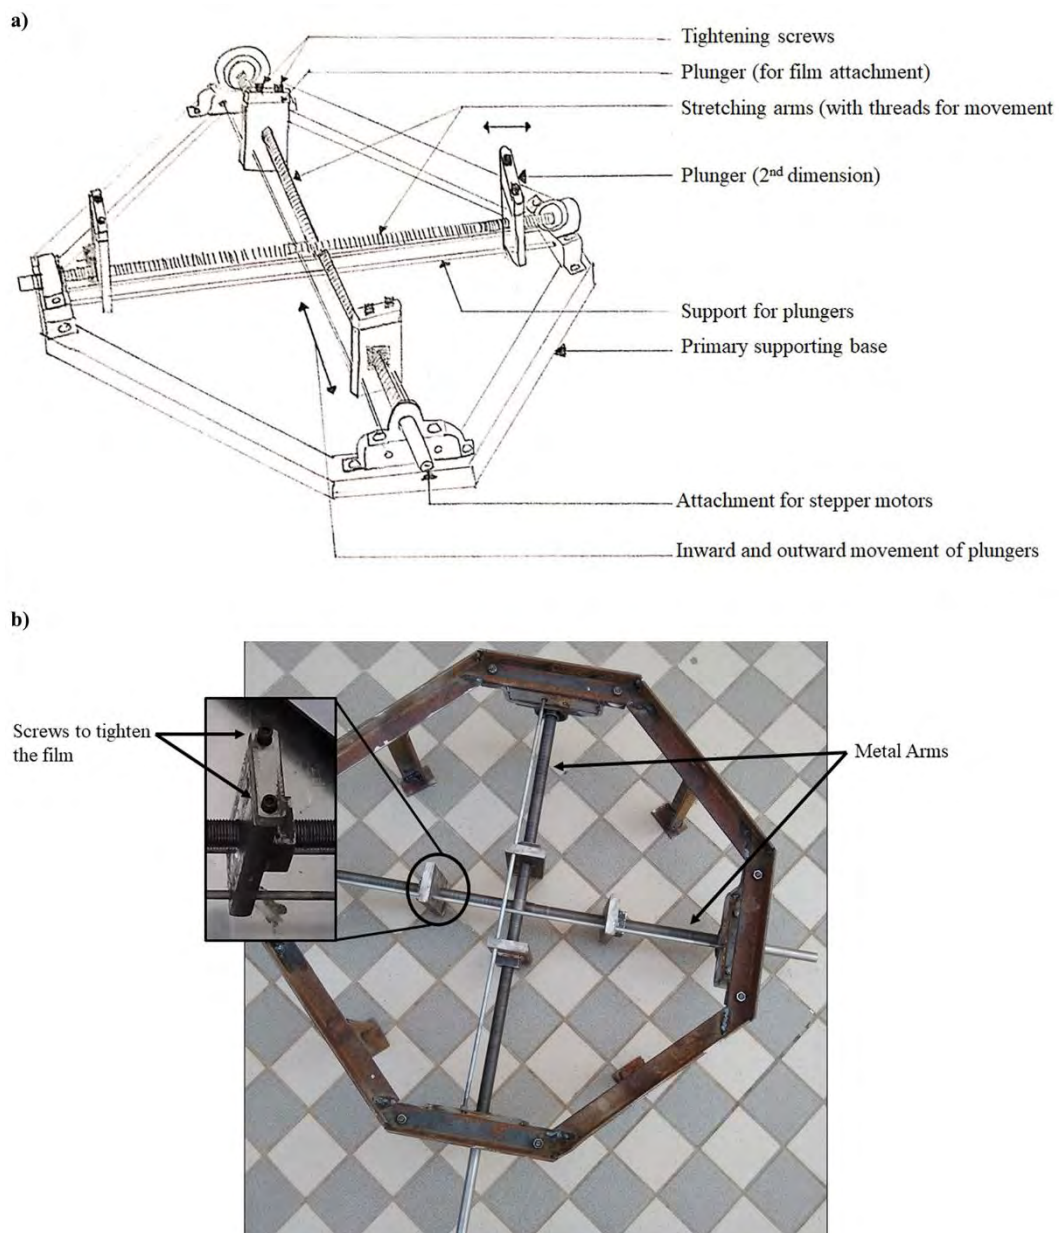 a)
Tightening screws
Plunger (for film attachment)
Stretching arms (with threads for movement
Plunger (2nd dimension)
Support for plungers
Primary supporting base
Attachment for stepper motors
Inward and outward movement of plungers
b)
Screws to tighten
the film
Metal Arms